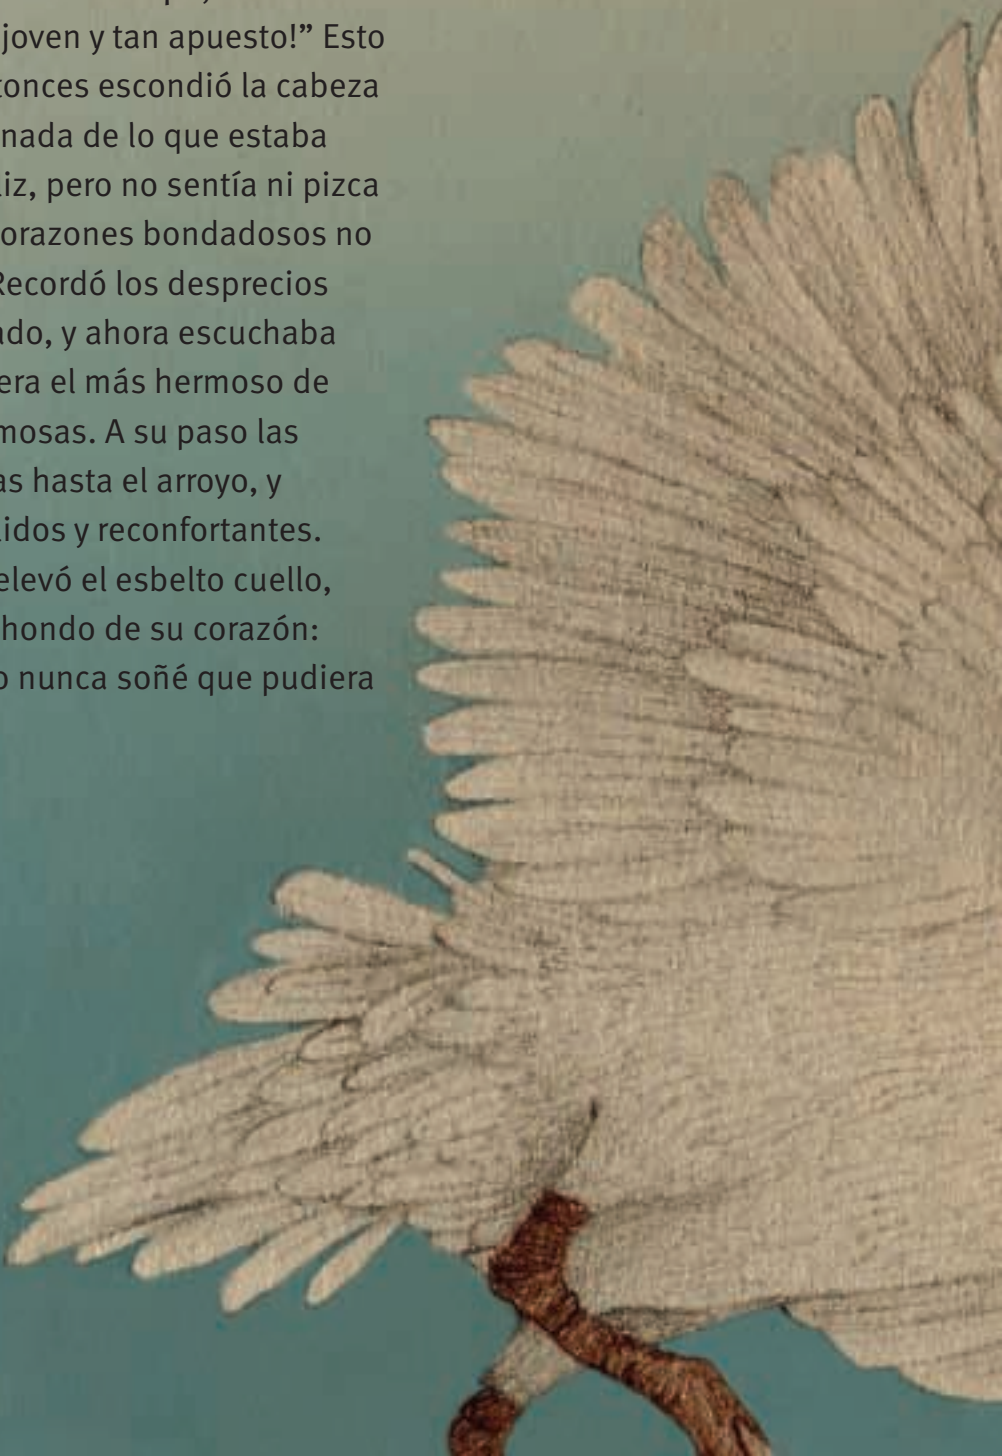 joven y tan apuesto!” Esto
tonces escondió la cabeza
nada de lo que estaba
liz, pero no sentía ni pizca
orazones bondadosos no
Recordó los desprecios
ado, y ahora escuchaba
era el más hermoso de
mosas. A su paso las
as hasta el arroyo, y
lidos y reconfortantes.
elevó el esbelto cuello,
hondo de su corazón:
o nunca soñé que pudiera